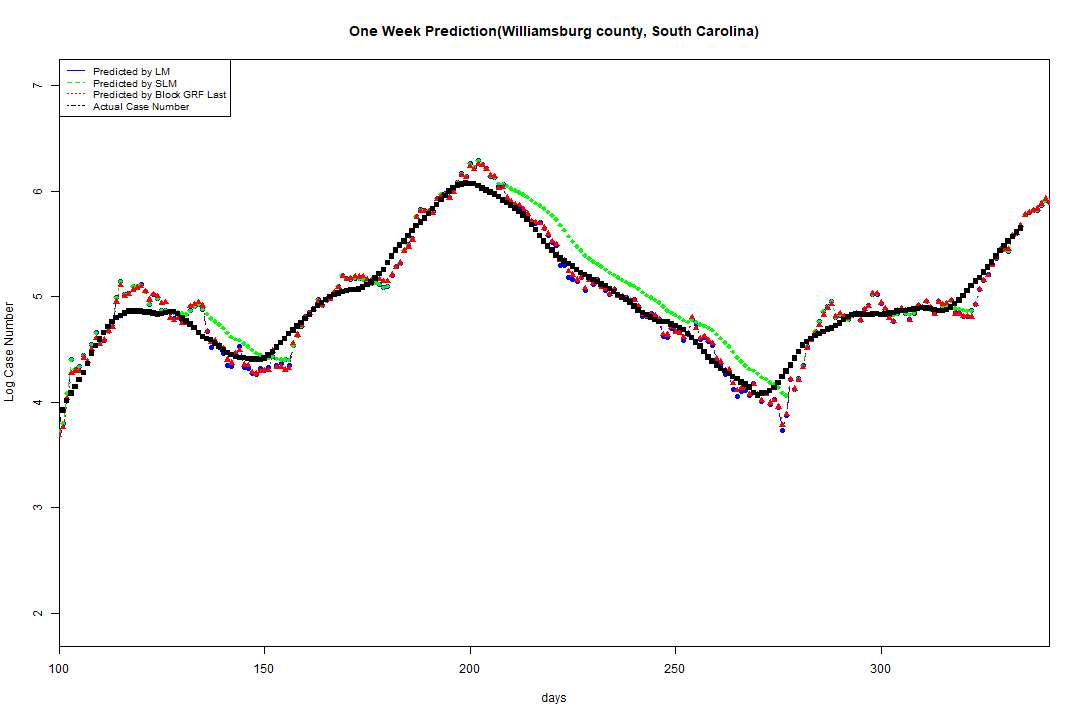 One Week Prediction(Williamsburg county, South Carolina)
Predicted by LM
Predicted by SLM
Predicted by Block GRF Last
Actual Case Number
7
6
5
4
3
2
Log Case Number
100 150 200 250 300
days